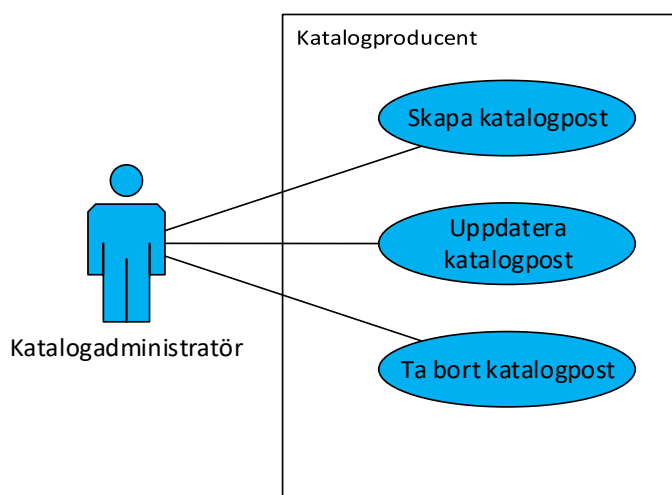 Katalogproducent
Skapa katalogpost
Uppdatera
katalogpost
Katalogadministratör
Ta bort katalogpost